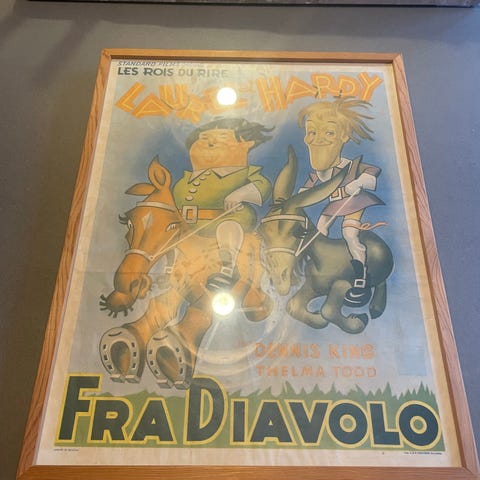 STANDARD FILMS
LES ROIS DU RIRE
LAUREL HARDY
DENNIS KING
THELMA TODD
FRA DIAVOLO